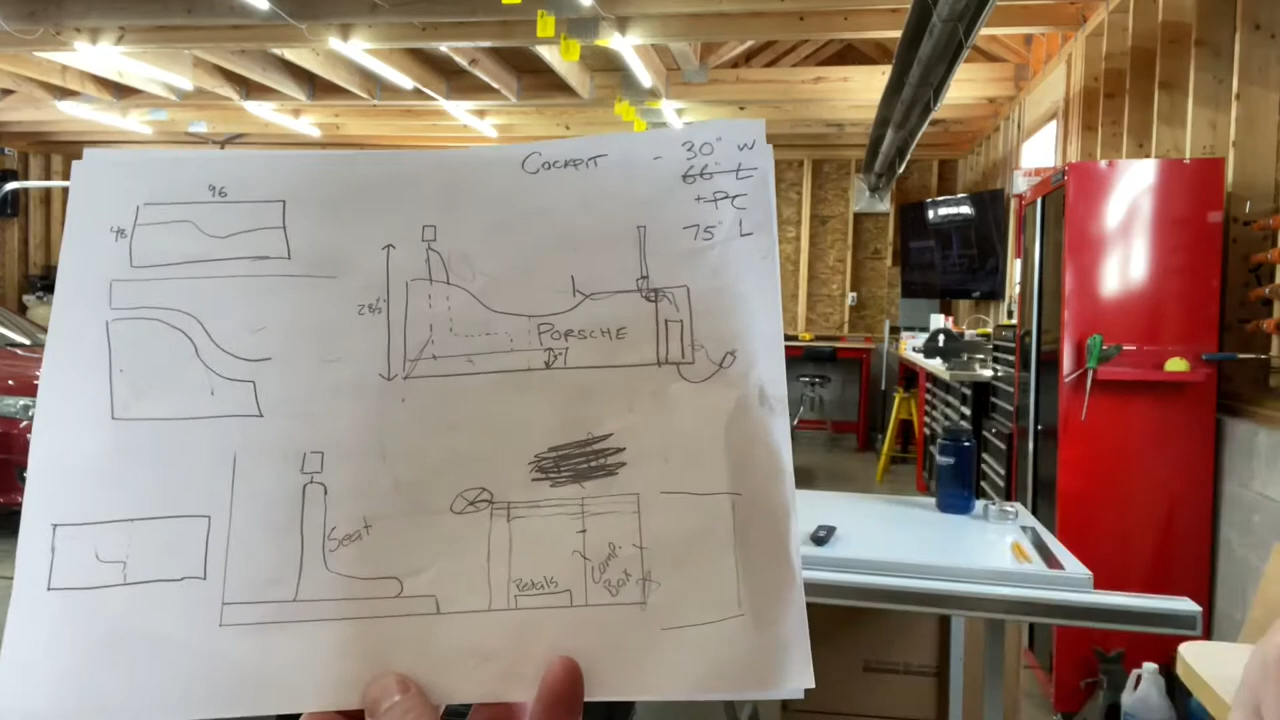 COCKPIT - 30" W
66" L
+PC
75" L
96
48
28½"
PORSCHE
Seat
Pedals
Comp.
Box